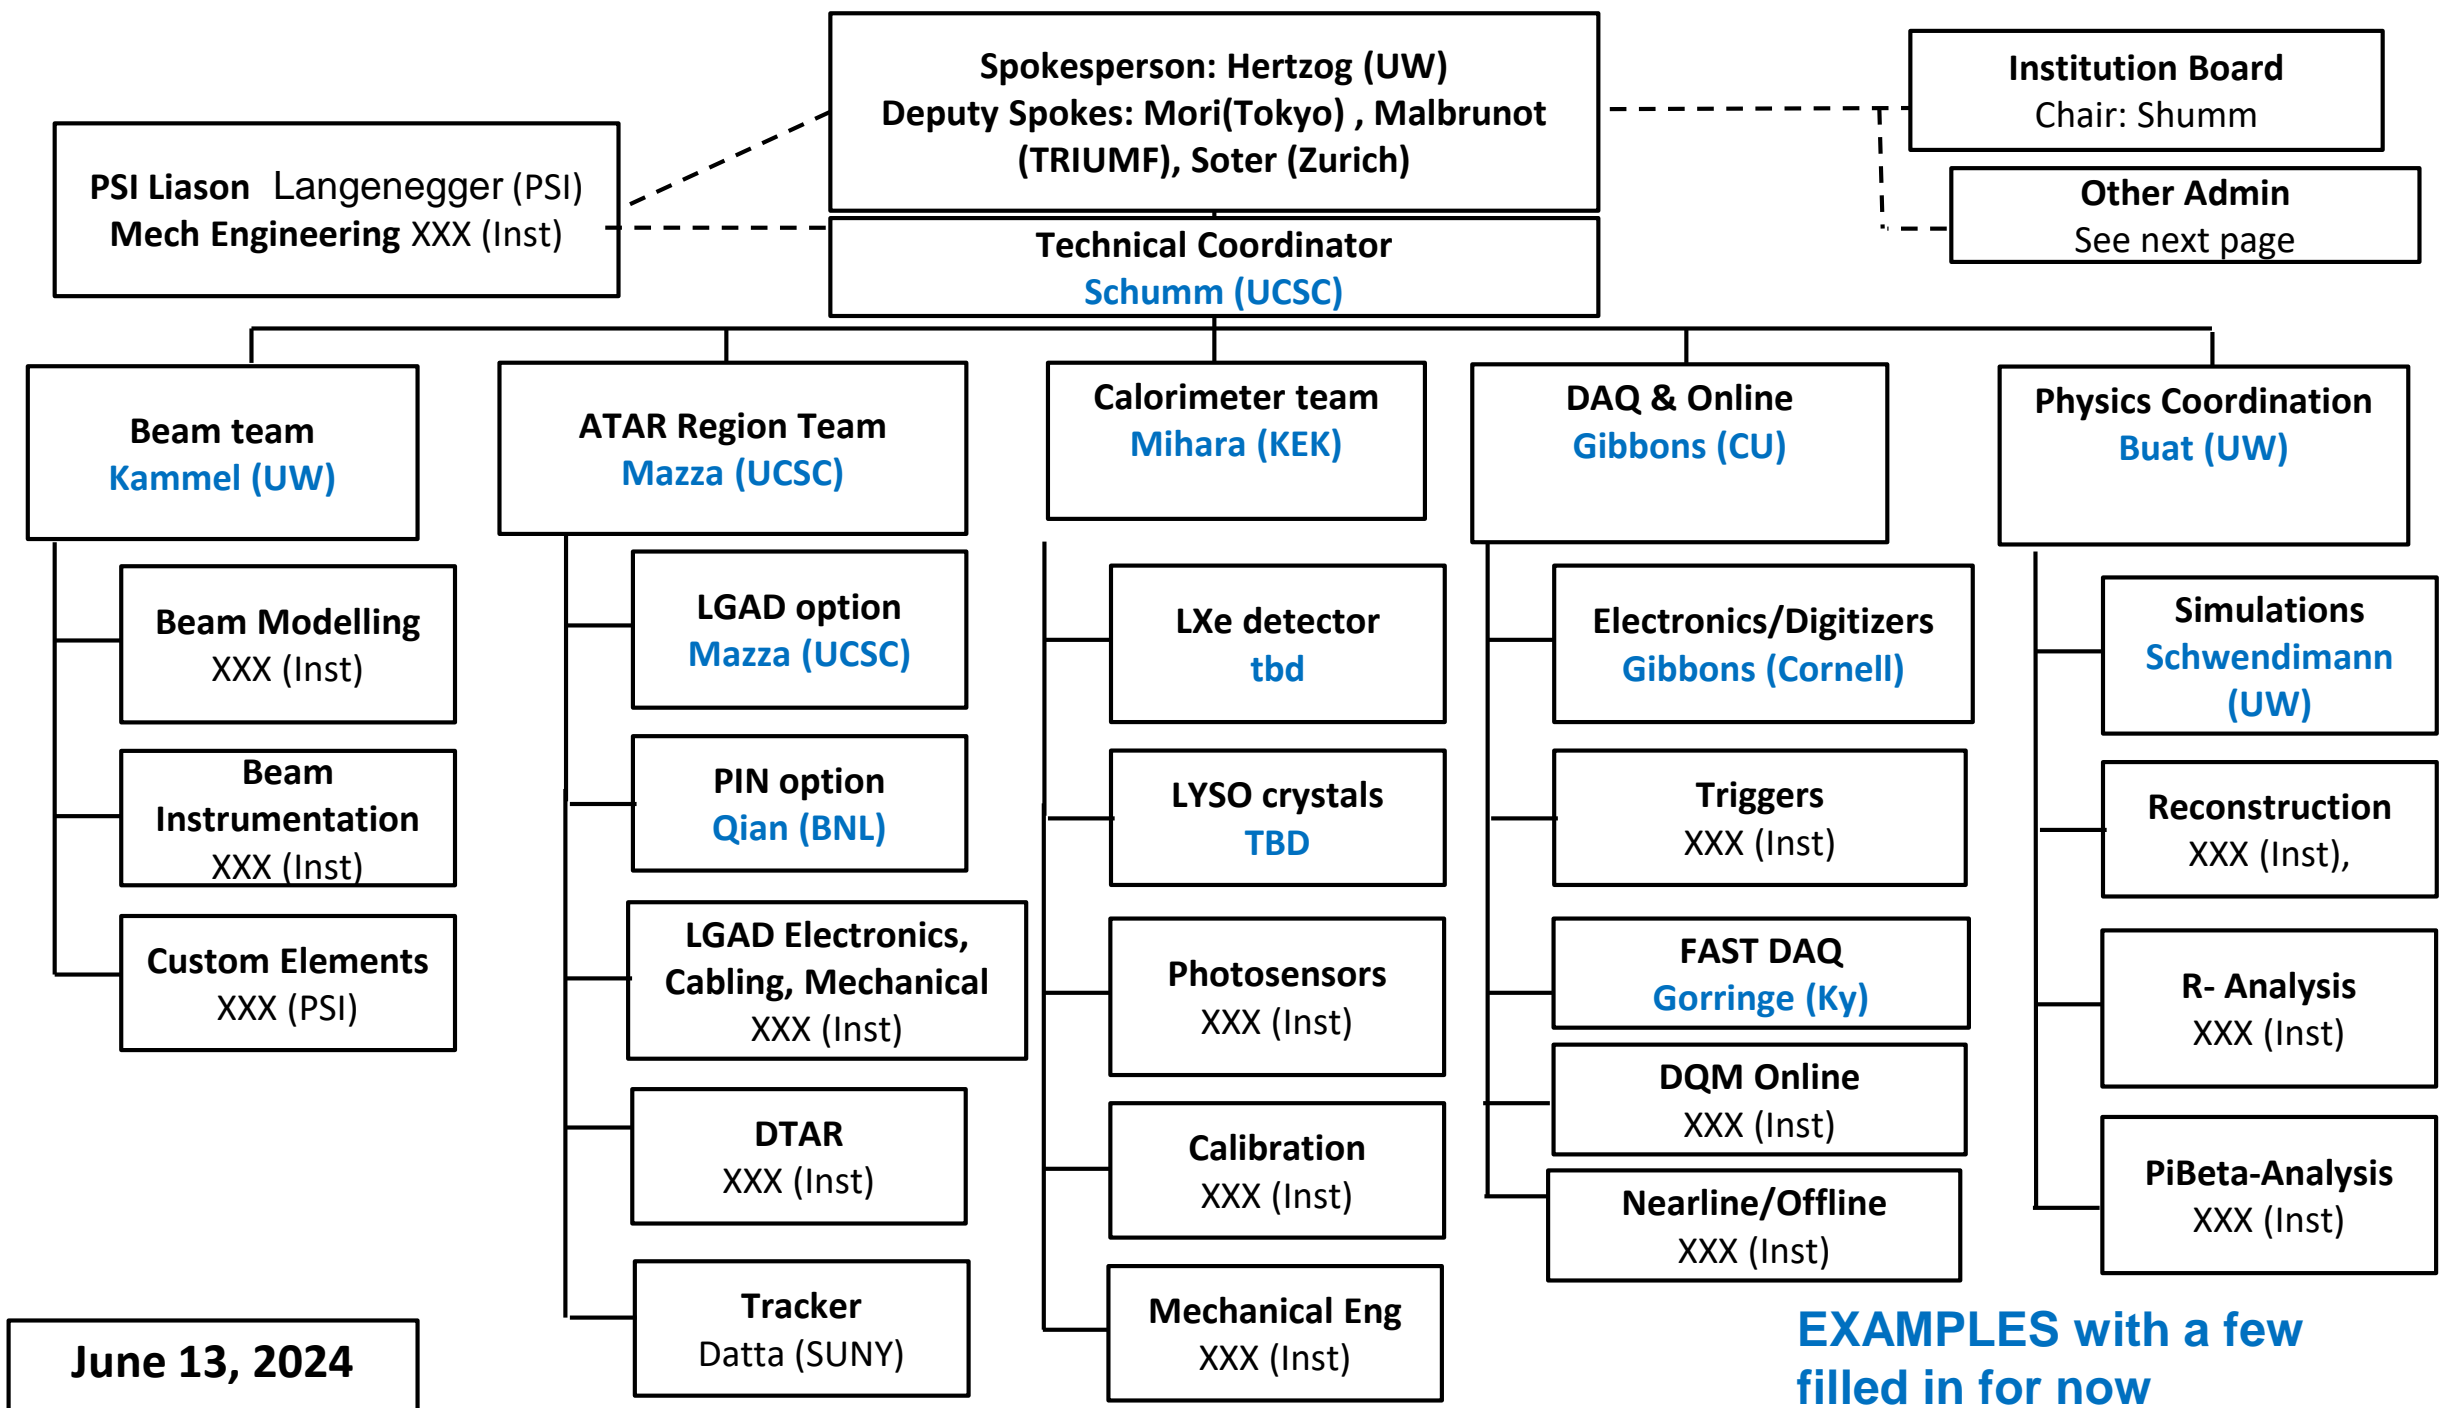 Spokesperson: Hertzog (UW)
Deputy Spokes: Mori(Tokyo) , Malbrunot
(TRIUMF), Soter (Zurich)
Institution Board
Chair: Shumm
Other Admin
See next page
PSI Liason Langenegger (PSI)
Mech Engineering XXX (Inst)
Technical Coordinator
Schumm (UCSC)
Beam team
Kammel (UW)
Beam Modelling
XXX (Inst)
Beam
Instrumentation
XXX (Inst)
Custom Elements
XXX (PSI)
ATAR Region Team
Mazza (UCSC)
LGAD option
Mazza (UCSC)
PIN option
Qian (BNL)
LGAD Electronics,
Cabling, Mechanical
XXX (Inst)
DTAR
XXX (Inst)
Tracker
Datta (SUNY)
Calorimeter team
Mihara (KEK)
LXe detector
tbd
LYSO crystals
TBD
Photosensors
XXX (Inst)
Calibration
XXX (Inst)
Mechanical Eng
XXX (Inst)
DAQ & Online
Gibbons (CU)
Electronics/Digitizers
Gibbons (Cornell)
Triggers
XXX (Inst)
FAST DAQ
Gorringe (Ky)
DQM Online
XXX (Inst)
Nearline/Offline
XXX (Inst)
Physics Coordination
Buat (UW)
Simulations
Schwendimann
(UW)
Reconstruction
XXX (Inst),
R- Analysis
XXX (Inst)
PiBeta-Analysis
XXX (Inst)
June 13, 2024
EXAMPLES with a few
filled in for now